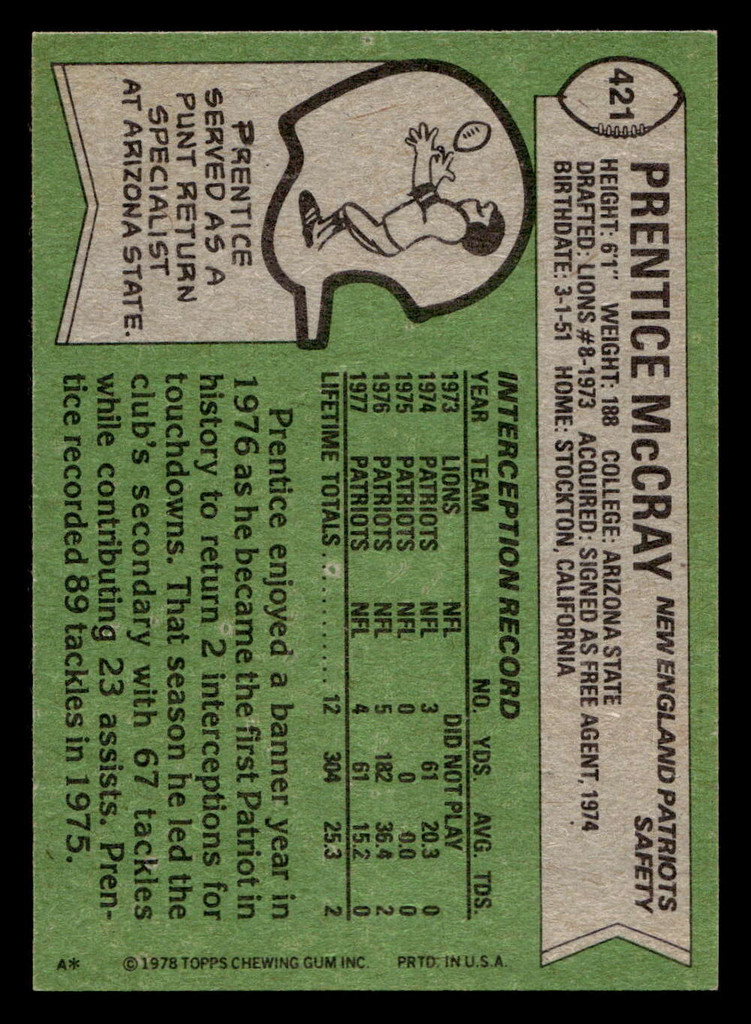 421
PRENTICE McCRAY NEW ENGLAND PATRIOTS
SAFETY
HEIGHT: 6'1" WEIGHT: 188 COLLEGE: ARIZONA STATE
DRAFTED: LIONS #8-1973 ACQUIRED: SIGNED AS FREE AGENT, 1974
BIRTHDATE: 3-1-51 HOME: STOCKTON, CALIFORNIA
PRENTICE
SERVED AS A
PUNT RETURN
SPECIALIST
AT ARIZONA STATE.
INTERCEPTION RECORD
YEAR TEAM NO. YDS. AVG. TDS.
1973 LIONS NFL DID NOT PLAY
1974 PATRIOTS NFL 3 61 20.3 0
1975 PATRIOTS NFL 0 0 0.0 0
1976 PATRIOTS NFL 5 182 36.4 2
1977 PATRIOTS NFL 4 61 15.2 0
LIFETIME TOTALS............ 12 304 25.3 2
Prentice enjoyed a banner year in
1976 as he became the first Patriot in
history to return 2 interceptions for
touchdowns. That season he led the
club's secondary with 67 tackles
while contributing 23 assists. Pren-
tice recorded 89 tackles in 1975.
A* © 1978 TOPPS CHEWING GUM INC. PRTD. IN U.S.A.